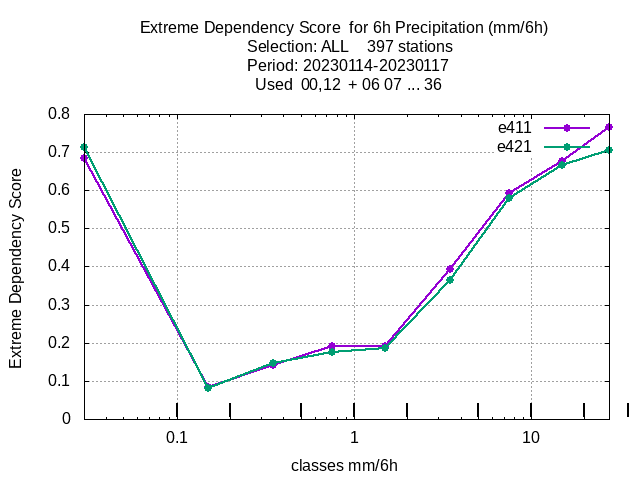 Extreme Dependency Score  for 6h Precipitation (mm/6h)
Selection: ALL    397 stations
Period: 20230114-20230117
Used  00,12  + 06 07 ... 36
e411
e421
Extreme Dependency Score
0.8
0.7
0.6
0.5
0.4
0.3
0.2
0.1
0
0.1 1 10
classes mm/6h